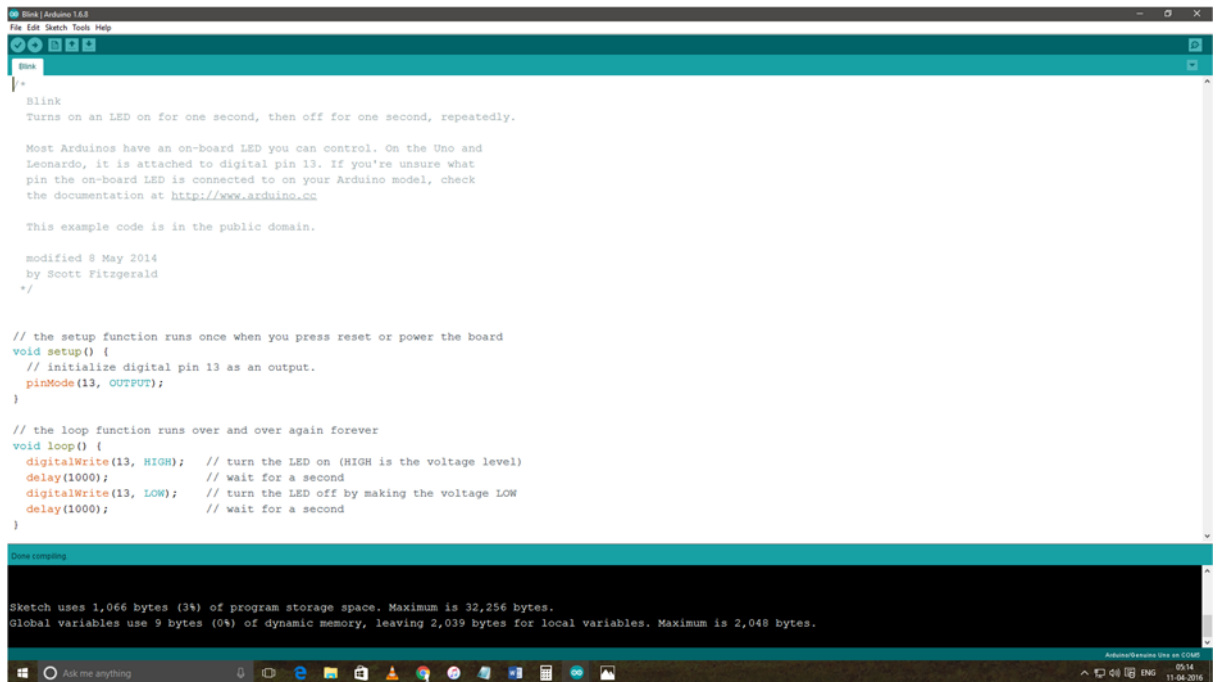 Blink | Arduino 1.6.8
File Edit Sketch Tools Help
Blink
/*
  Blink
  Turns on an LED on for one second, then off for one second, repeatedly.

  Most Arduinos have an on-board LED you can control. On the Uno and
  Leonardo, it is attached to digital pin 13. If you're unsure what
  pin the on-board LED is connected to on your Arduino model, check
  the documentation at http://www.arduino.cc

  This example code is in the public domain.

  modified 8 May 2014
  by Scott Fitzgerald
 */

// the setup function runs once when you press reset or power the board
void setup() {
  // initialize digital pin 13 as an output.
  pinMode(13, OUTPUT);
}

// the loop function runs over and over again forever
void loop() {
  digitalWrite(13, HIGH);   // turn the LED on (HIGH is the voltage level)
  delay(1000);              // wait for a second
  digitalWrite(13, LOW);    // turn the LED off by making the voltage LOW
  delay(1000);              // wait for a second
}
Done compiling.
Sketch uses 1,066 bytes (3%) of program storage space. Maximum is 32,256 bytes.
Global variables use 9 bytes (0%) of dynamic memory, leaving 2,039 bytes for local variables. Maximum is 2,048 bytes.
Arduino/Genuino Uno on COM5
Ask me anything
ENG
05:14
11-04-2016